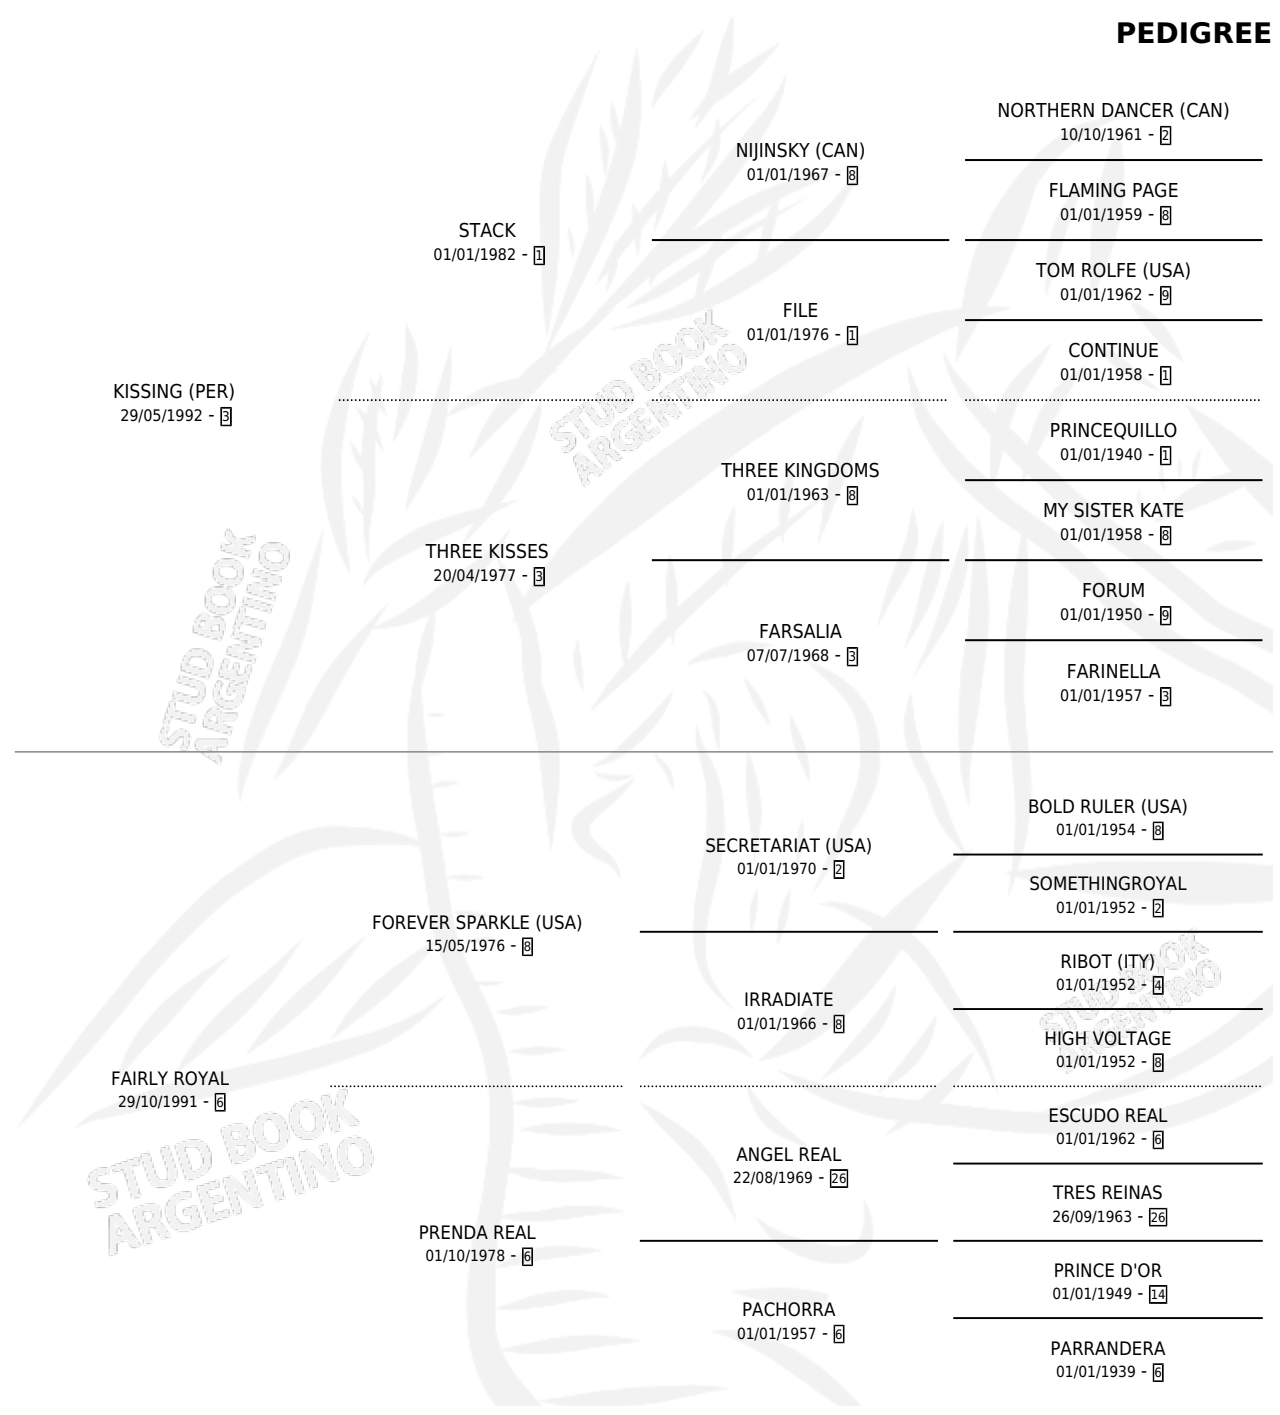 PEDIGREE
NORTHERN DANCER (CAN)
10/10/1961 - 2
NIJINSKY (CAN)
01/01/1967 - 8
FLAMING PAGE
01/01/1959 - 8
STACK
01/01/1982 - 1
TOM ROLFE (USA)
01/01/1962 - 9
FILE
01/01/1976 - 1
CONTINUE
01/01/1958 - 1
KISSING (PER)
29/05/1992 - 3
PRINCEQUILLO
01/01/1940 - 1
THREE KINGDOMS
01/01/1963 - 8
MY SISTER KATE
01/01/1958 - 8
THREE KISSES
20/04/1977 - 3
FORUM
01/01/1950 - 9
FARSALIA
07/07/1968 - 3
FARINELLA
01/01/1957 - 3
STUD BOOK
ARGENTINO
STUD BOOK
ARGENTINO
BOLD RULER (USA)
01/01/1954 - 8
SECRETARIAT (USA)
01/01/1970 - 2
SOMETHINGROYAL
01/01/1952 - 2
FOREVER SPARKLE (USA)
15/05/1976 - 8
RIBOT (ITY)
01/01/1952 - 4
IRRADIATE
01/01/1966 - 8
HIGH VOLTAGE
01/01/1952 - 8
FAIRLY ROYAL
29/10/1991 - 6
ESCUDO REAL
01/01/1962 - 6
ANGEL REAL
22/08/1969 - 26
TRES REINAS
26/09/1963 - 26
PRENDA REAL
01/10/1978 - 6
PRINCE D'OR
01/01/1949 - 14
PACHORRA
01/01/1957 - 6
PARRANDERA
01/01/1939 - 6
STUD BOOK
ARGENTINO
STUD BOOK
ARGENTINO